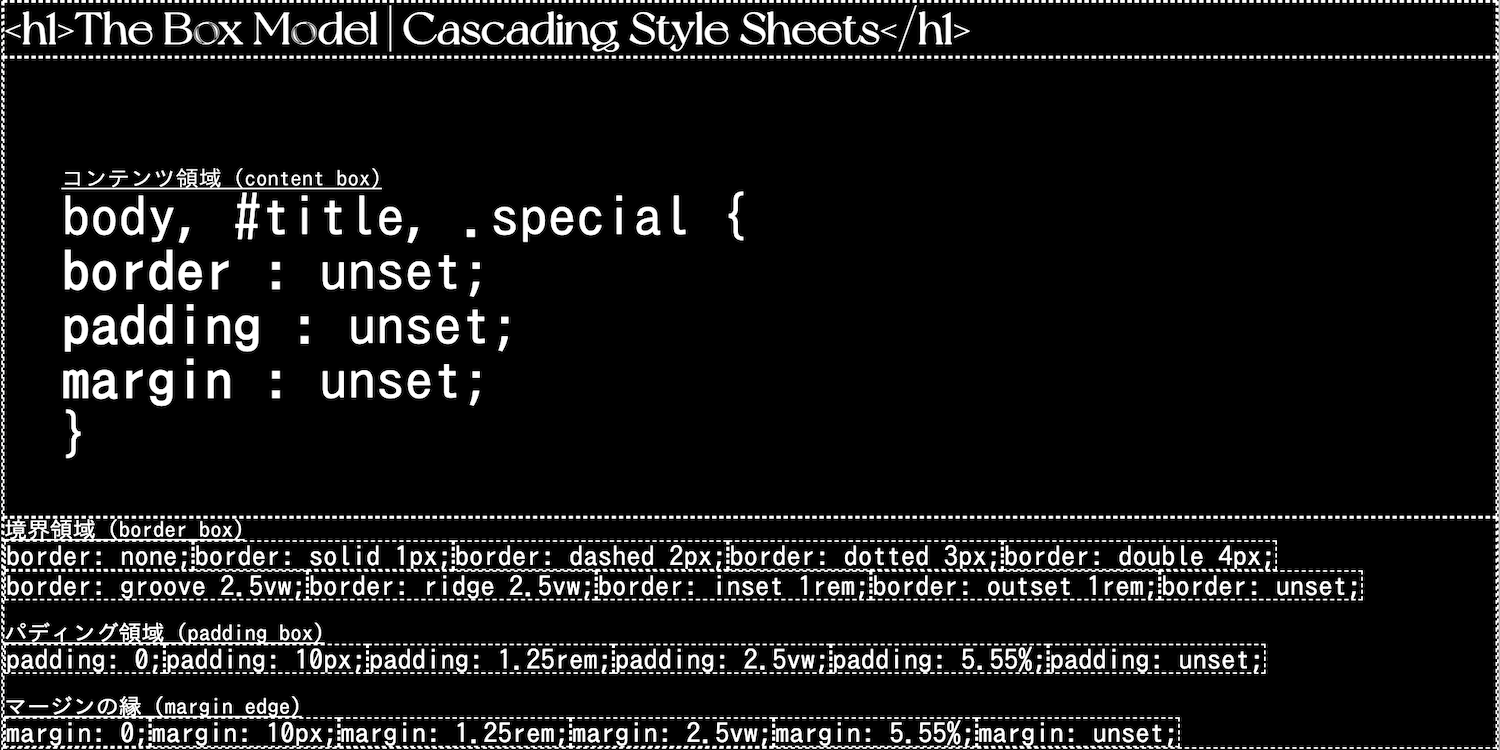 <h1>The Box Model | Cascading Style Sheets</h1>
コンテンツ領域 (content box)
body, #title, .special {
border : unset;
padding : unset;
margin : unset;
}
境界領域 (border box)
border: none;border: solid 1px;border: dashed 2px;border: dotted 3px;border: double 4px;
border: groove 2.5vw;border: ridge 2.5vw;border: inset 1rem;border: outset 1rem;border: unset;
パディング領域 (padding box)
padding: 0;padding: 10px;padding: 1.25rem;padding: 2.5vw;padding: 5.55%;padding: unset;
マージンの縁 (margin edge)
margin: 0;margin: 10px;margin: 1.25rem;margin: 2.5vw;margin: 5.55%;margin: unset;